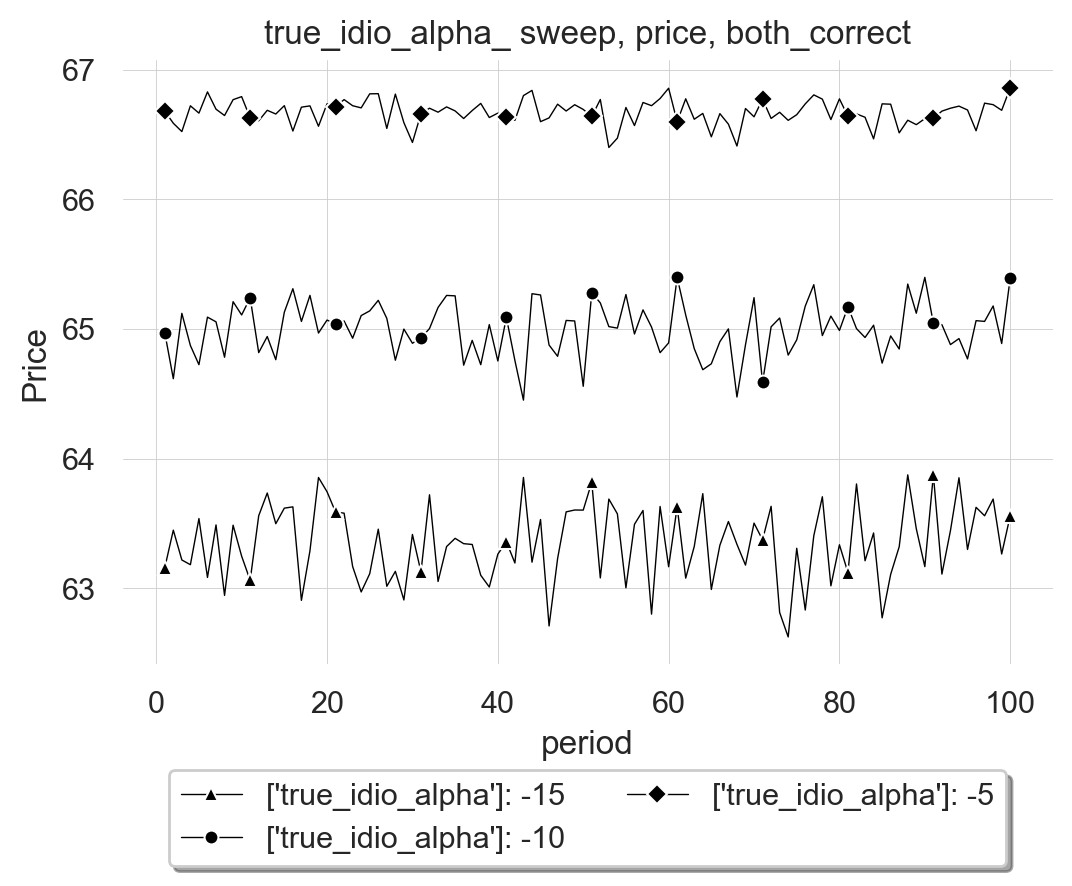 true_idio_alpha_ sweep, price, both_correct
67
66
65
64
63
Price
0 20 40 60 80 100
period
['true_idio_alpha']: -15 ['true_idio_alpha']: -5
['true_idio_alpha']: -10